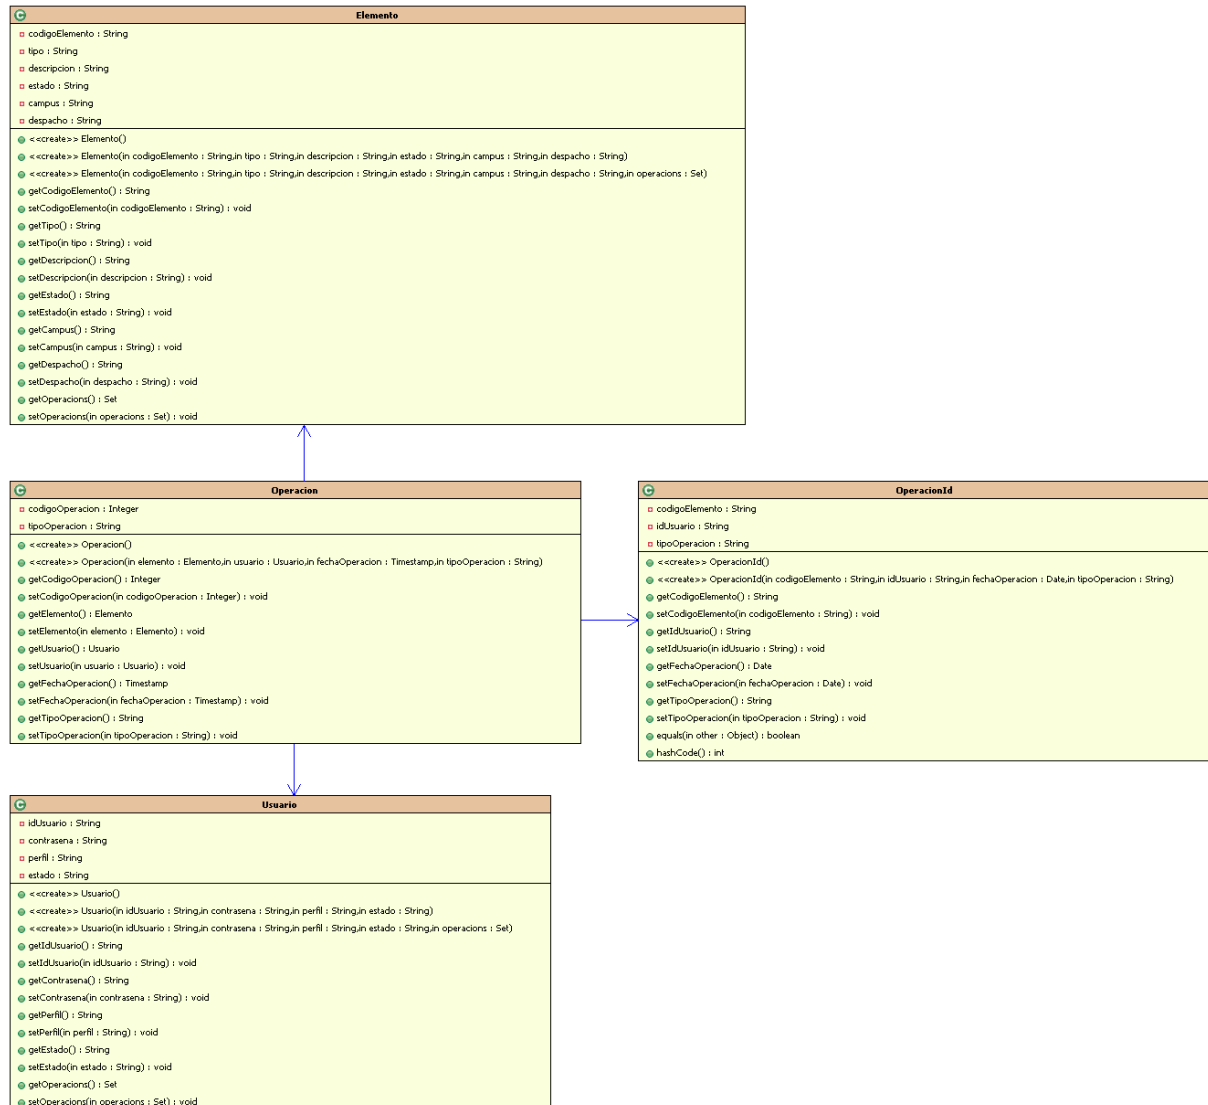 Elemento
codigoElemento : String
tipo : String
descripcion : String
estado : String
campus : String
despacho : String
<<create>> Elemento()
<<create>> Elemento(in codigoElemento : String,in tipo : String,in descripcion : String,in estado : String,in campus : String,in despacho : String)
<<create>> Elemento(in codigoElemento : String,in tipo : String,in descripcion : String,in estado : String,in campus : String,in despacho : String,in operacions : Set)
getCodigoElemento() : String
setCodigoElemento(in codigoElemento : String) : void
getTipo() : String
setTipo(in tipo : String) : void
getDescripcion() : String
setDescripcion(in descripcion : String) : void
getEstado() : String
setEstado(in estado : String) : void
getCampus() : String
setCampus(in campus : String) : void
getDespacho() : String
setDespacho(in despacho : String) : void
getOperacions() : Set
setOperacions(in operacions : Set) : void
Operacion
codigoOperacion : Integer
tipoOperacion : String
<<create>> Operacion()
<<create>> Operacion(in elemento : Elemento,in usuario : Usuario,in fechaOperacion : Timestamp,in tipoOperacion : String)
getCodigoOperacion() : Integer
setCodigoOperacion(in codigoOperacion : Integer) : void
getElemento() : Elemento
setElemento(in elemento : Elemento) : void
getUsuario() : Usuario
setUsuario(in usuario : Usuario) : void
getFechaOperacion() : Timestamp
setFechaOperacion(in fechaOperacion : Timestamp) : void
getTipoOperacion() : String
setTipoOperacion(in tipoOperacion : String) : void
OperacionId
codigoElemento : String
idUsuario : String
tipoOperacion : String
<<create>> OperacionId()
<<create>> OperacionId(in codigoElemento : String,in idUsuario : String,in fechaOperacion : Date,in tipoOperacion : String)
getCodigoElemento() : String
setCodigoElemento(in codigoElemento : String) : void
getIdUsuario() : String
setIdUsuario(in idUsuario : String) : void
getFechaOperacion() : Date
setFechaOperacion(in fechaOperacion : Date) : void
getTipoOperacion() : String
setTipoOperacion(in tipoOperacion : String) : void
equals(in other : Object) : boolean
hashCode() : int
Usuario
idUsuario : String
contrasena : String
perfil : String
estado : String
<<create>> Usuario()
<<create>> Usuario(in idUsuario : String,in contrasena : String,in perfil : String,in estado : String)
<<create>> Usuario(in idUsuario : String,in contrasena : String,in perfil : String,in estado : String,in operacions : Set)
getIdUsuario() : String
setIdUsuario(in idUsuario : String) : void
getContrasena() : String
setContrasena(in contrasena : String) : void
getPerfil() : String
setPerfil(in perfil : String) : void
getEstado() : String
setEstado(in estado : String) : void
getOperacions() : Set
setOperacions(in operacions : Set) : void